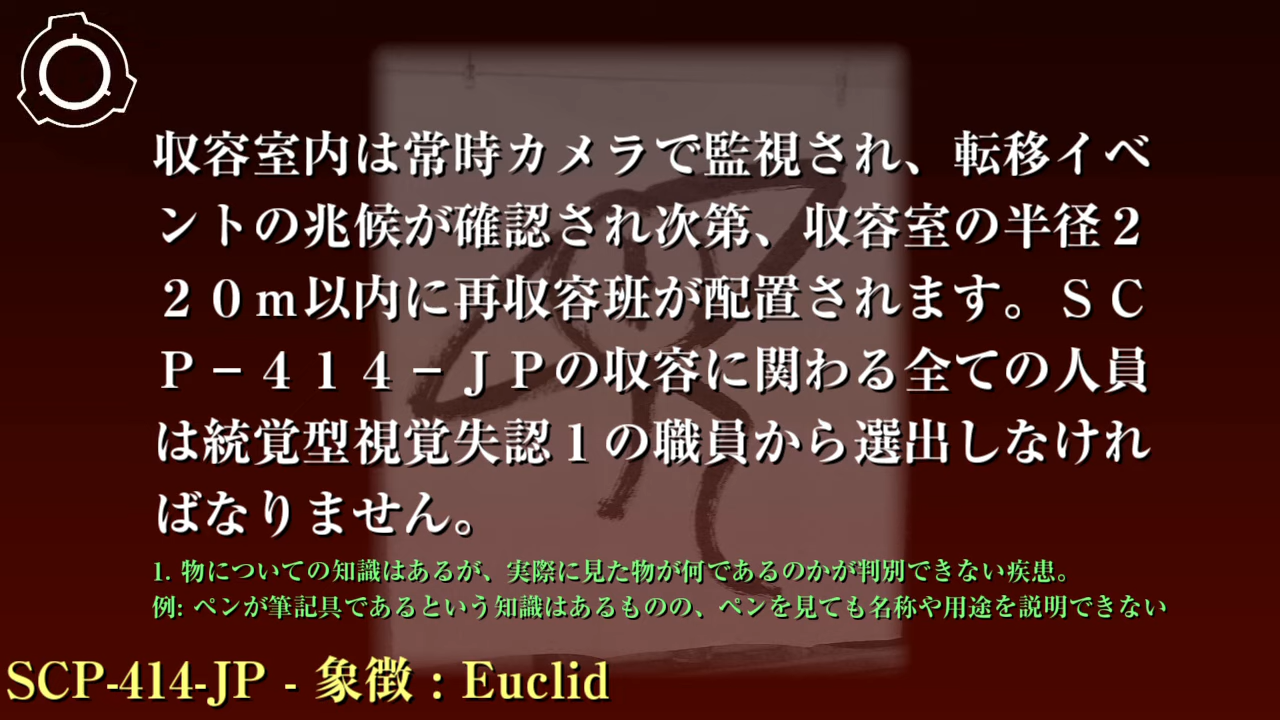 収容室内は常時カメラで監視され、転移イベ
ントの兆候が確認され次第、収容室の半径２
２０ｍ以内に再収容班が配置されます。ＳＣ
Ｐ－４１４－ＪＰの収容に関わる全ての人員
は統覚型視覚失認１の職員から選出しなけれ
ばなりません。
1. 物についての知識はあるが、実際に見た物が何であるのかが判別できない疾患。
例: ペンが筆記具であるという知識はあるものの、ペンを見ても名称や用途を説明できない
SCP-414-JP - 象徴：Euclid